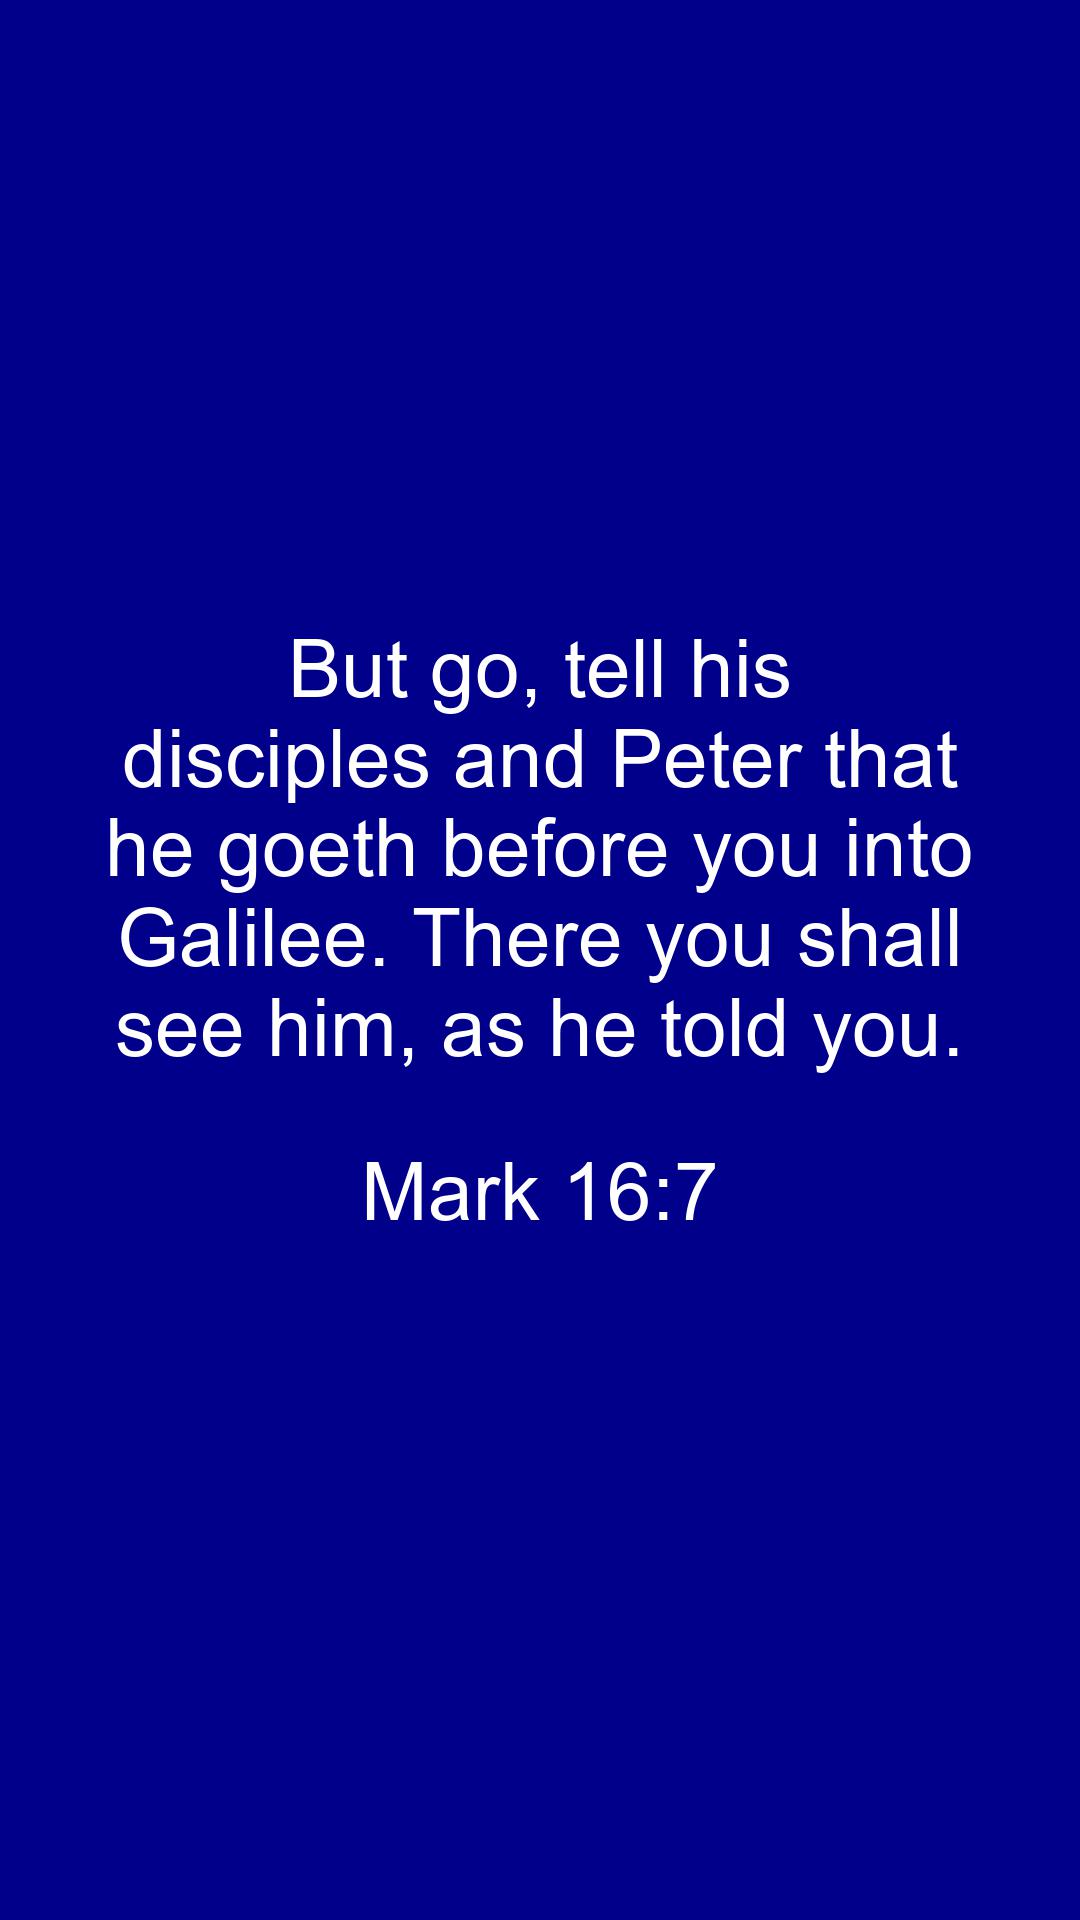 But go, tell his
disciples and Peter that
he goeth before you into
Galilee. There you shall
see him, as he told you.
Mark 16:7